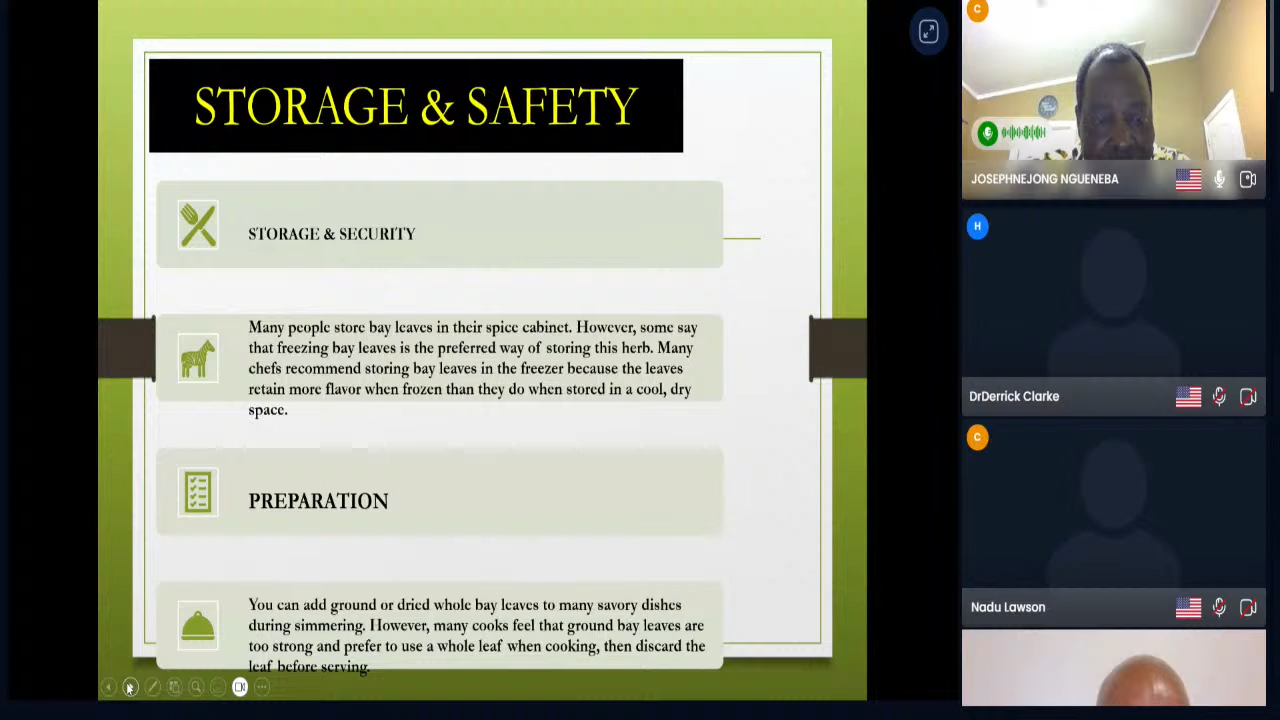 STORAGE & SAFETY
STORAGE & SECURITY
Many people store bay leaves in their spice cabinet. However, some say
that freezing bay leaves is the preferred way of storing this herb. Many
chefs recommend storing bay leaves in the freezer because the leaves
retain more flavor when frozen than they do when stored in a cool, dry
space.
PREPARATION
You can add ground or dried whole bay leaves to many savory dishes
during simmering. However, many cooks feel that ground bay leaves are
too strong and prefer to use a whole leaf when cooking, then discard the
leaf before serving.
C
JOSEPHNEJONG NGUENEBA
H
DrDerrick Clarke
C
Nadu Lawson